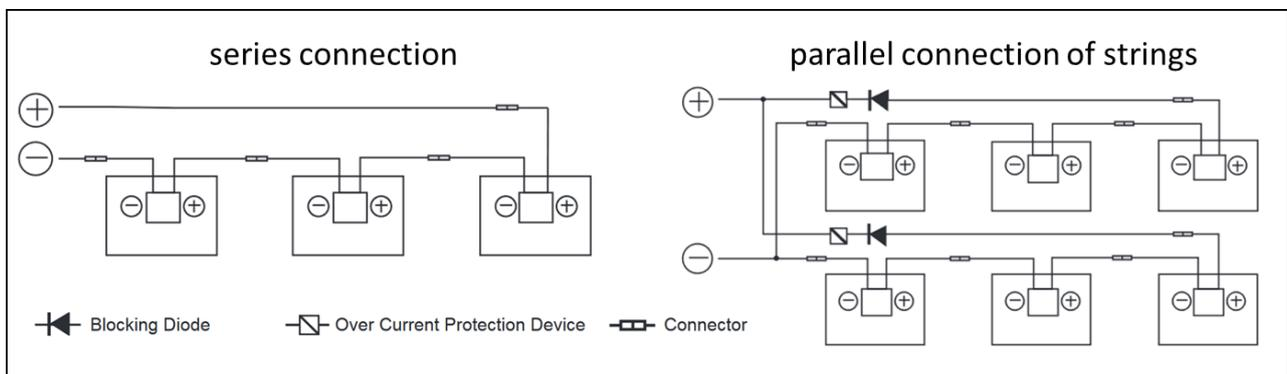 series connection
parallel connection of strings
+
−
− + − + − +
+
− + − + − +
−
− + − + − +
Blocking Diode
Over Current Protection Device
Connector